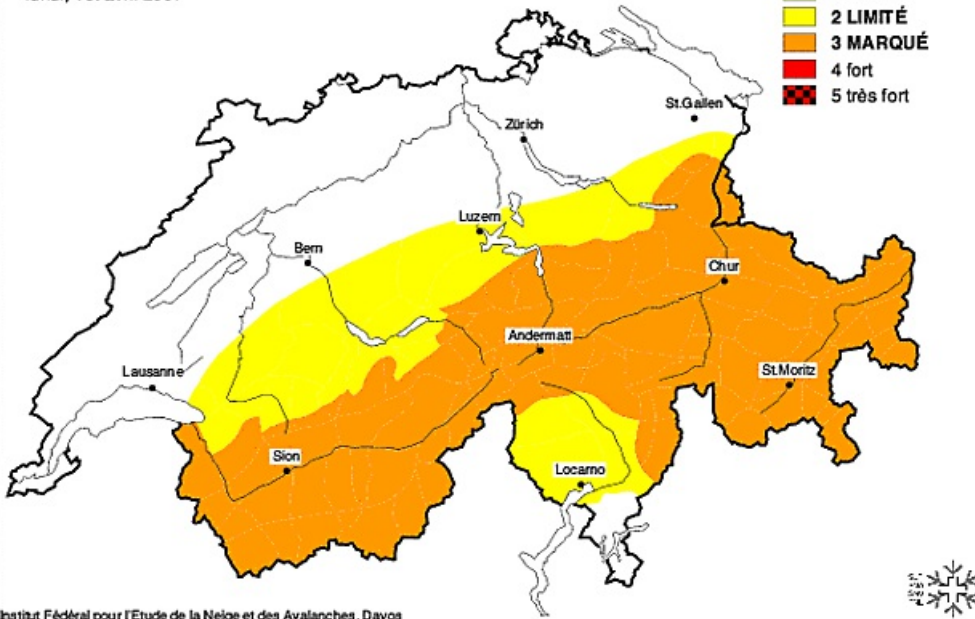 2 LIMITÉ
3 MARQUÉ
4 fort
5 très fort
St.Gallen
Zürich
Luzern
Bern
Chur
Andermatt
Lausanne
St.Moritz
Sion
Locarno
Institut Fédéral pour l'Etude de la Neige et des Avalanches, Davos